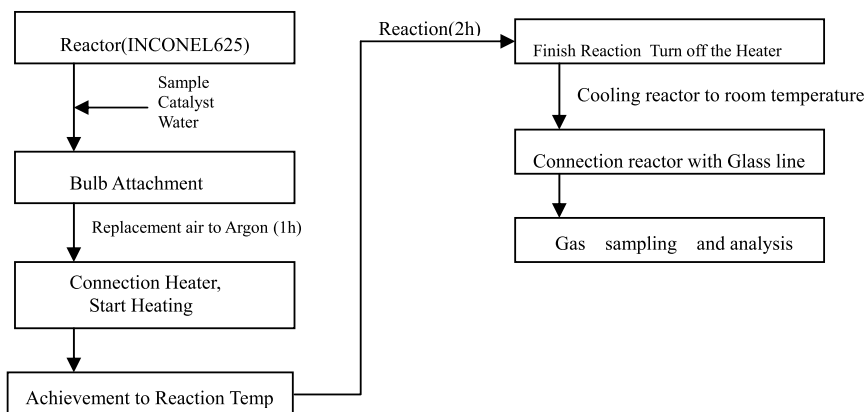 Reactor(INCONEL625)
Sample
Catalyst
Water
Bulb Attachment
Replacement air to Argon (1h)
Connection Heater,
Start Heating
Achievement to Reaction Temp
Reaction(2h)
Finish Reaction Turn off the Heater
Cooling reactor to room temperature
Connection reactor with Glass line
Gas sampling and analysis